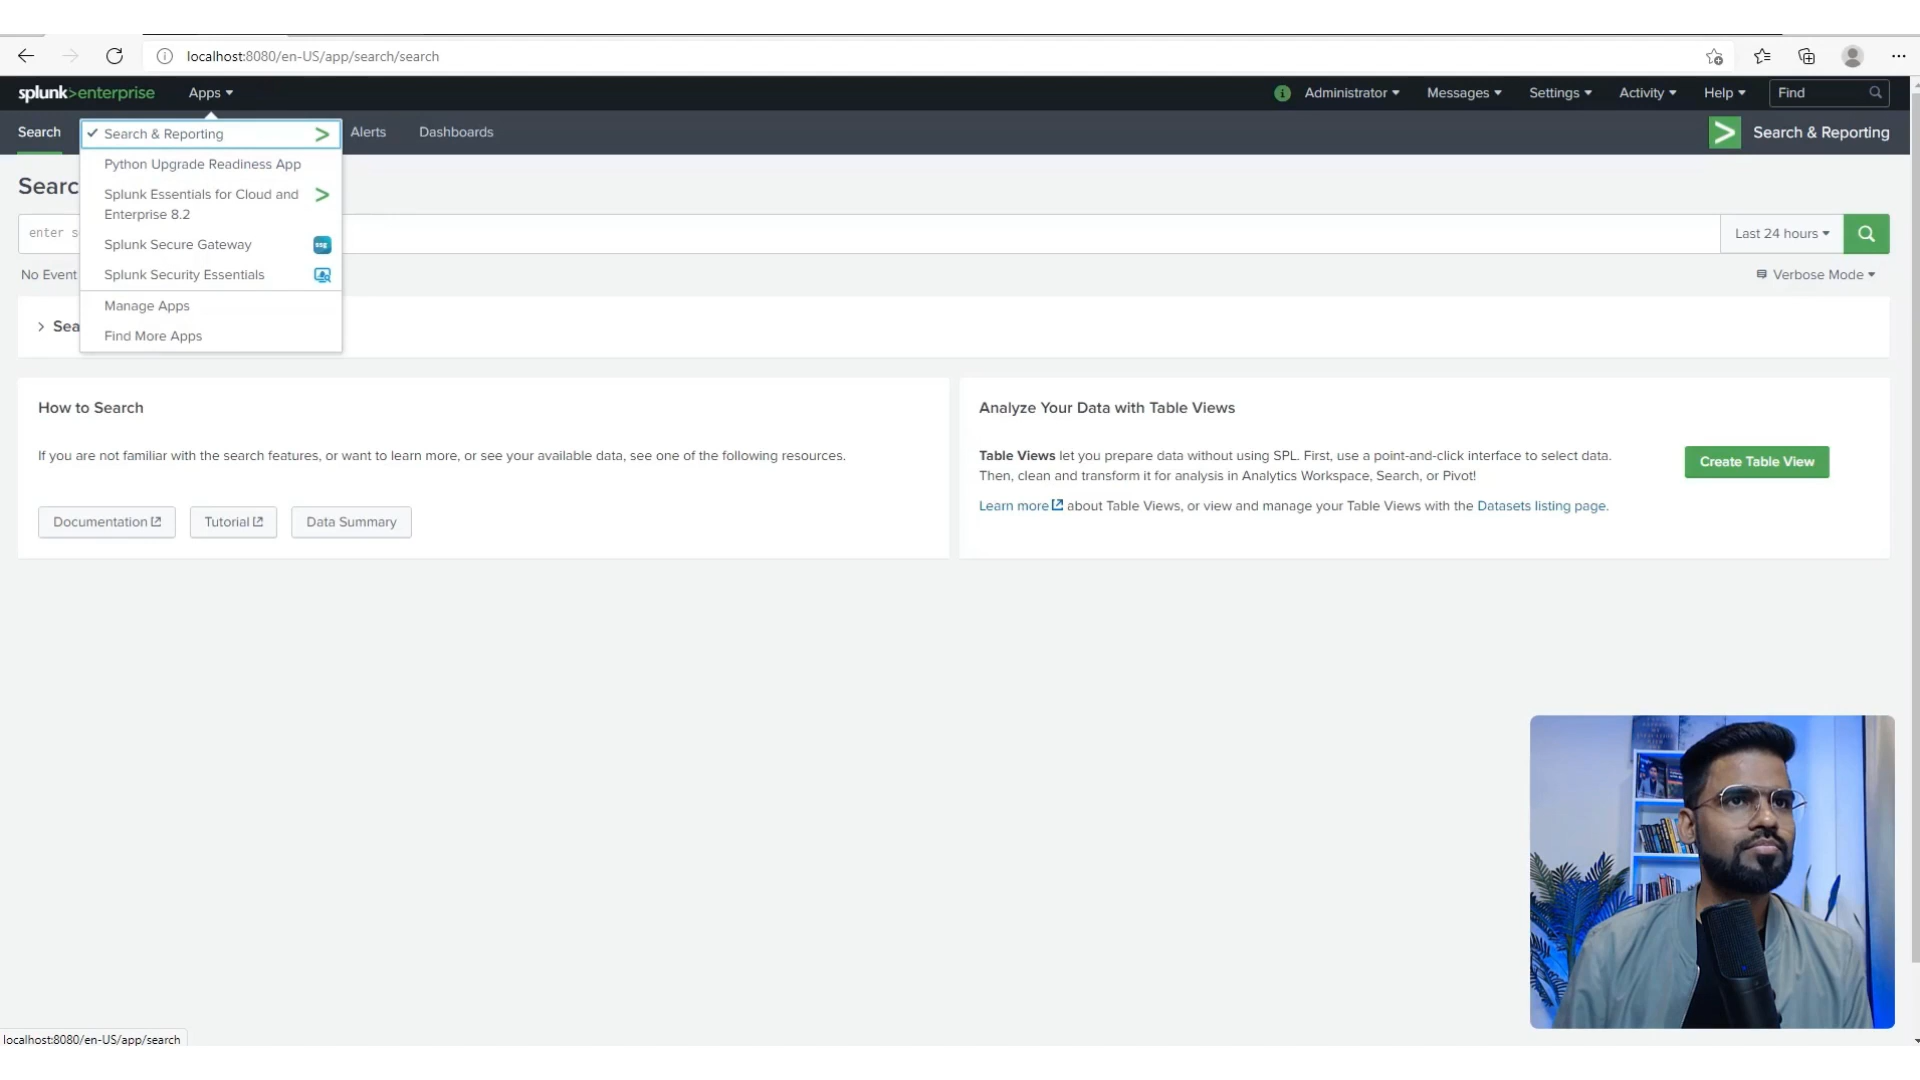 localhost:8080/en-US/app/search/search
splunk>enterprise Apps
Administrator Messages Settings Activity Help Find
Search Alerts Dashboards
Search & Reporting
Search & Reporting
Python Upgrade Readiness App
Splunk Essentials for Cloud and
Enterprise 8.2
Splunk Secure Gateway
ssg
Splunk Security Essentials
Manage Apps
Find More Apps
Searc
enter s
Last 24 hours
No Event
Verbose Mode
Sea
How to Search
If you are not familiar with the search features, or want to learn more, or see your available data, see one of the following resources.
Documentation Tutorial Data Summary
Analyze Your Data with Table Views
Table Views let you prepare data without using SPL. First, use a point-and-click interface to select data.
Then, clean and transform it for analysis in Analytics Workspace, Search, or Pivot!
Learn more about Table Views, or view and manage your Table Views with the Datasets listing page.
Create Table View
localhost:8080/en-US/app/search